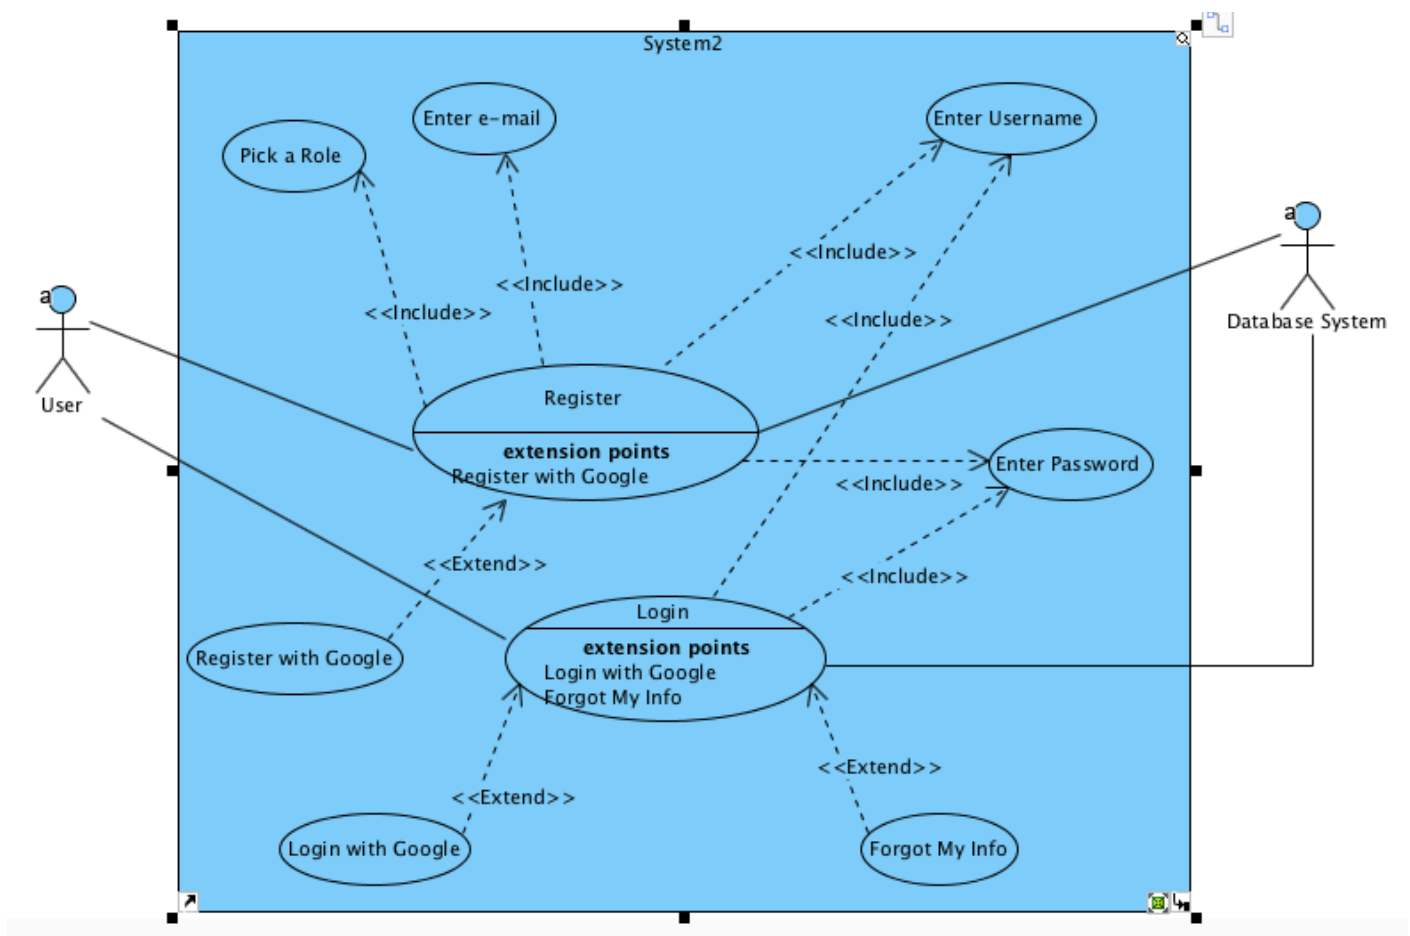 System2
Enter e-mail
Enter Username
Pick a Role
a
<<Include>>
<<Include>>
a
<<Include>>
<<Include>>
Database System
User
Register
extension points
Register with Google
Enter Password
<<Include>>
<<Extend>>
<<Include>>
Login
extension points
Login with Google
Forgot My Info
Register with Google
<<Extend>>
<<Extend>>
Login with Google
Forgot My Info